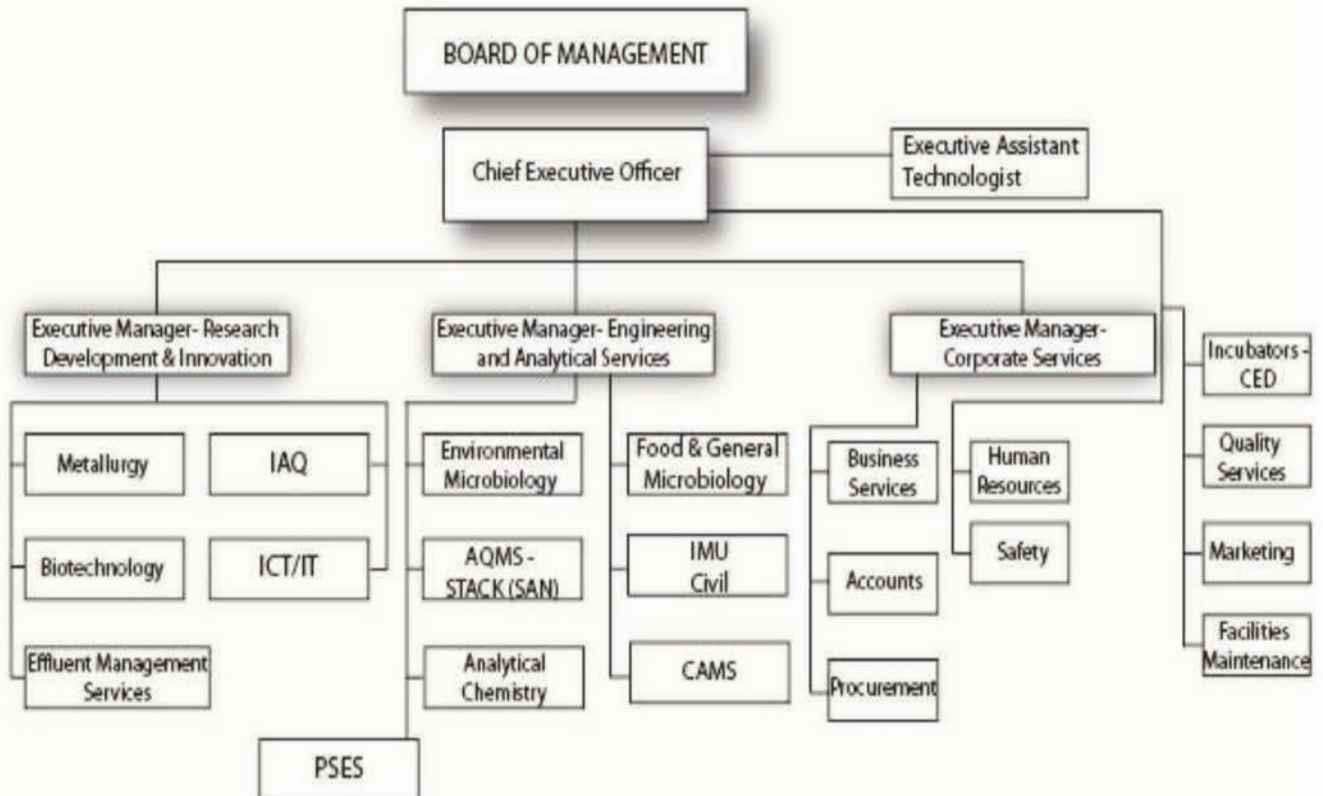 BOARD OF MANAGEMENT
Chief Executive Officer
Executive Assistant
Technologist
Executive Manager- Research
Development & Innovation
Executive Manager- Engineering
and Analytical Services
Executive Manager-
Corporate Services
Incubators -
CED
Metallurgy
IAQ
Environmental
Microbiology
Food & General
Microbiology
Business
Services
Human
Resources
Quality
Services
Biotechnology
ICT/IT
AQMS -
STACK (SAN)
IMU
Civil
Accounts
Safety
Marketing
Effluent Management
Services
Analytical
Chemistry
CAMS
Procurement
Facilities
Maintenance
PSES